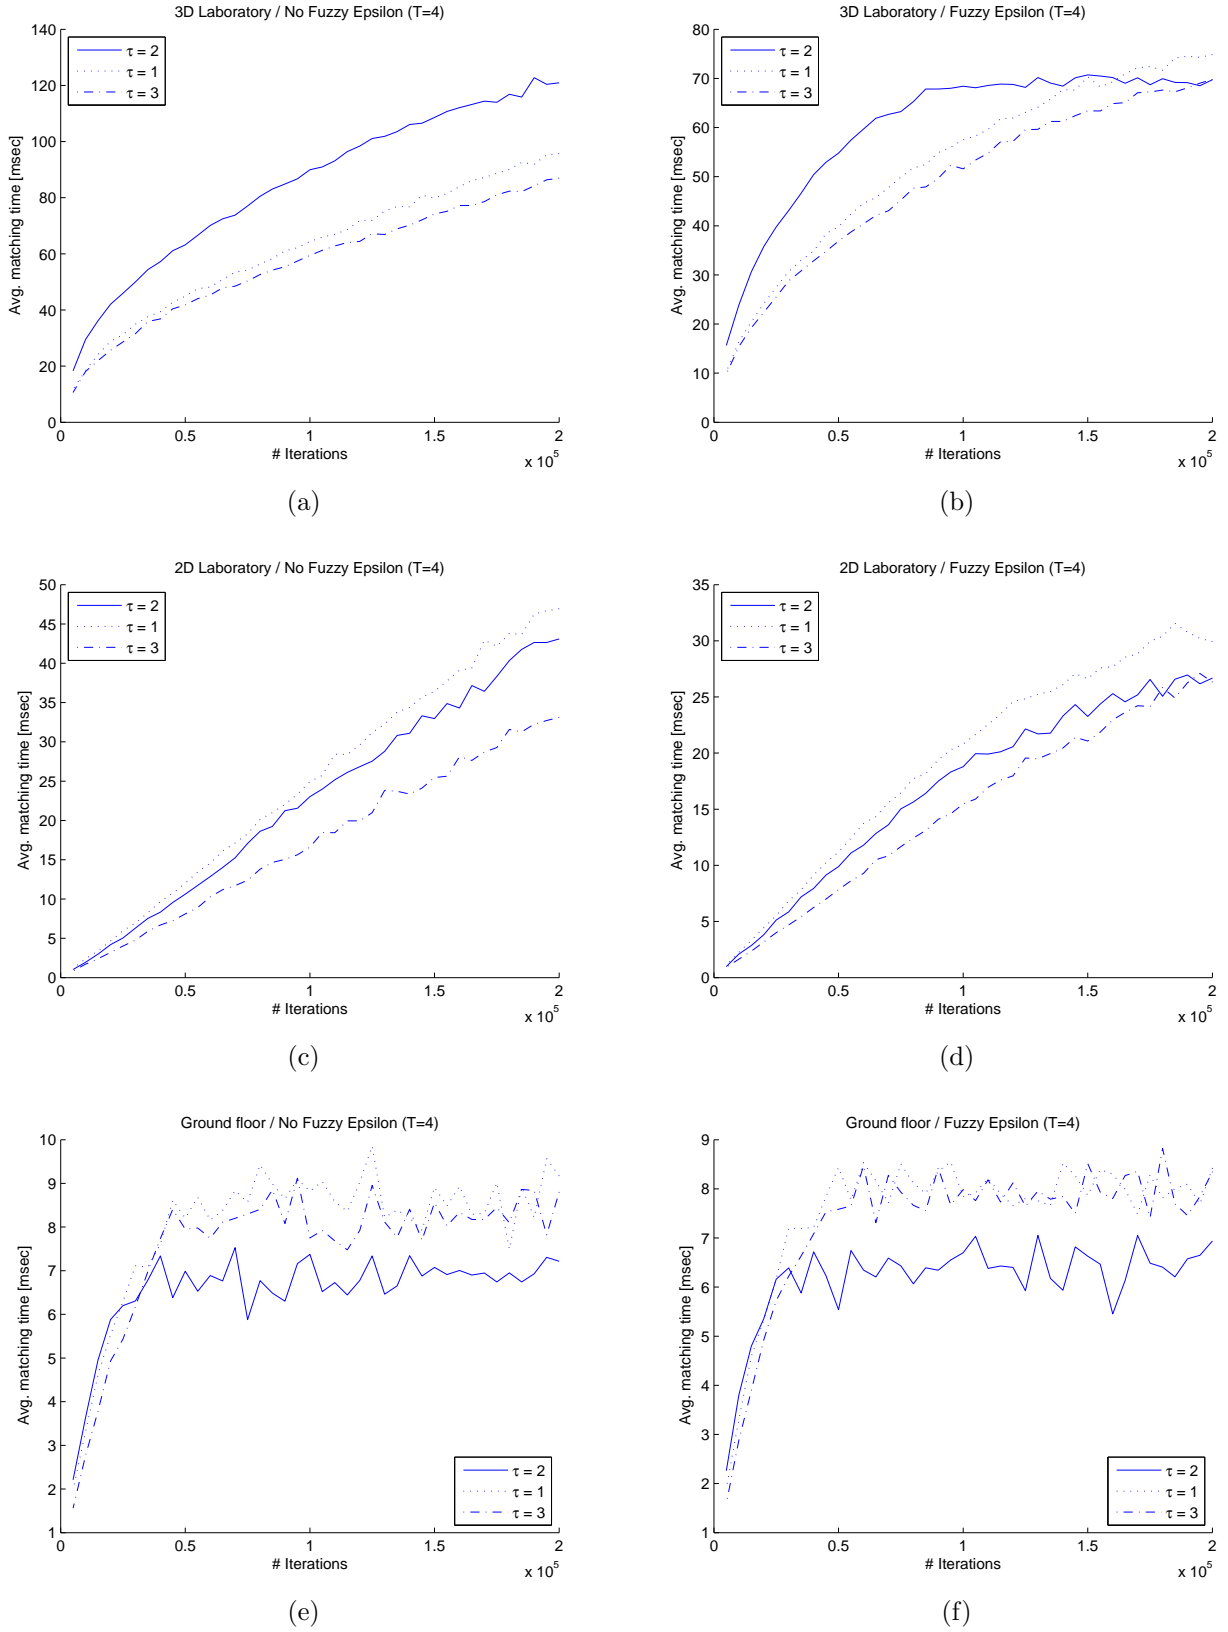 3D Laboratory / No Fuzzy Epsilon (T=4)
140
120
100
80
60
40
20
0
Avg. matching time [msec]
τ = 2
τ = 1
τ = 3
0
0.5
1
1.5
2
# Iterations
x 10^5
(a)
3D Laboratory / Fuzzy Epsilon (T=4)
80
70
60
50
40
30
20
10
0
Avg. matching time [msec]
τ = 2
τ = 1
τ = 3
0
0.5
1
1.5
2
# Iterations
x 10^5
(b)
2D Laboratory / No Fuzzy Epsilon (T=4)
50
45
40
35
30
25
20
15
10
5
0
Avg. matching time [msec]
τ = 2
τ = 1
τ = 3
0
0.5
1
1.5
2
# Iterations
x 10^5
(c)
2D Laboratory / Fuzzy Epsilon (T=4)
35
30
25
20
15
10
5
0
Avg. matching time [msec]
τ = 2
τ = 1
τ = 3
0
0.5
1
1.5
2
# Iterations
x 10^5
(d)
Ground floor / No Fuzzy Epsilon (T=4)
10
9
8
7
6
5
4
3
2
1
Avg. matching time [msec]
τ = 2
τ = 1
τ = 3
0
0.5
1
1.5
2
# Iterations
x 10^5
(e)
Ground floor / Fuzzy Epsilon (T=4)
9
8
7
6
5
4
3
2
1
Avg. matching time [msec]
τ = 2
τ = 1
τ = 3
0
0.5
1
1.5
2
# Iterations
x 10^5
(f)